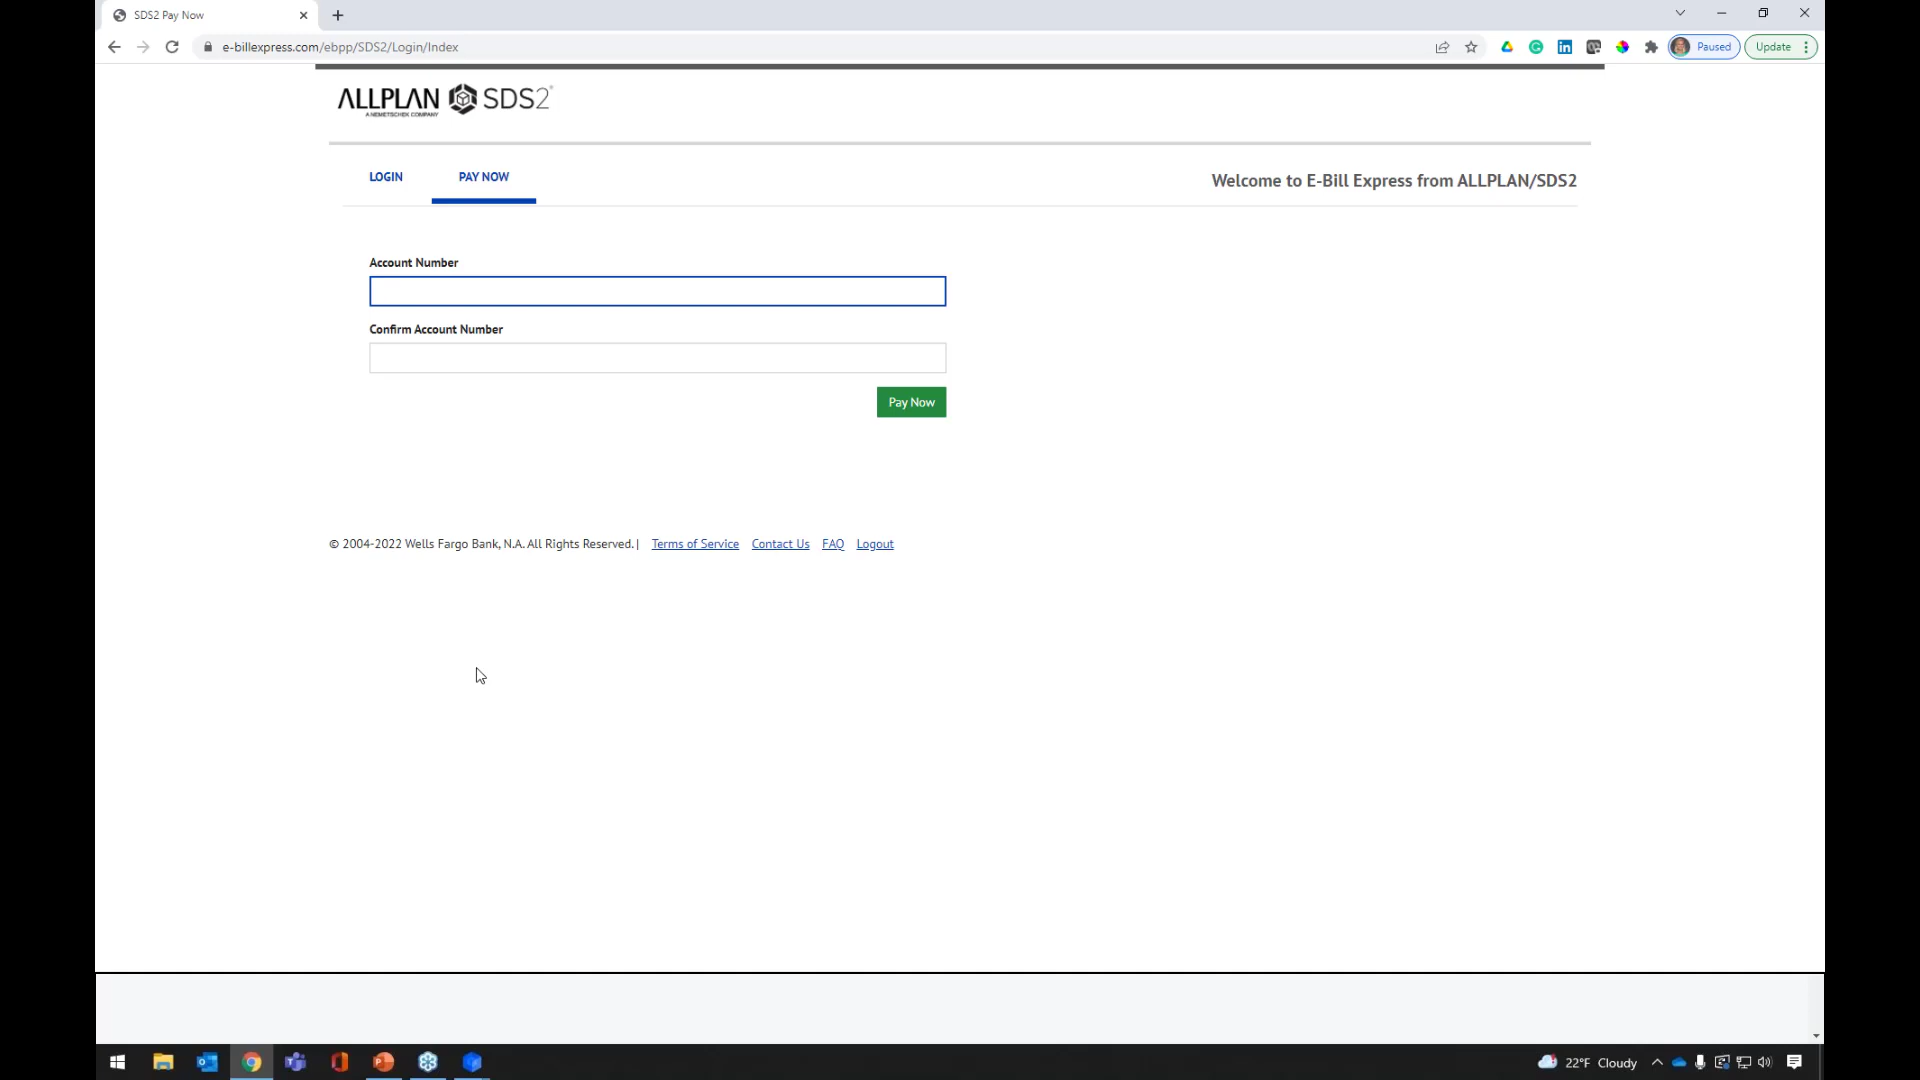 SDS2 Pay Now
e-billexpress.com/ebpp/SDS2/Login/Index
Paused
Update
ALLPLAN SDS2
A NEMETSCHEK COMPANY
LOGIN
PAY NOW
Welcome to E-Bill Express from ALLPLAN/SDS2
Account Number
Confirm Account Number
Pay Now
© 2004-2022 Wells Fargo Bank, N.A. All Rights Reserved. | Terms of Service Contact Us FAQ Logout
22°F Cloudy